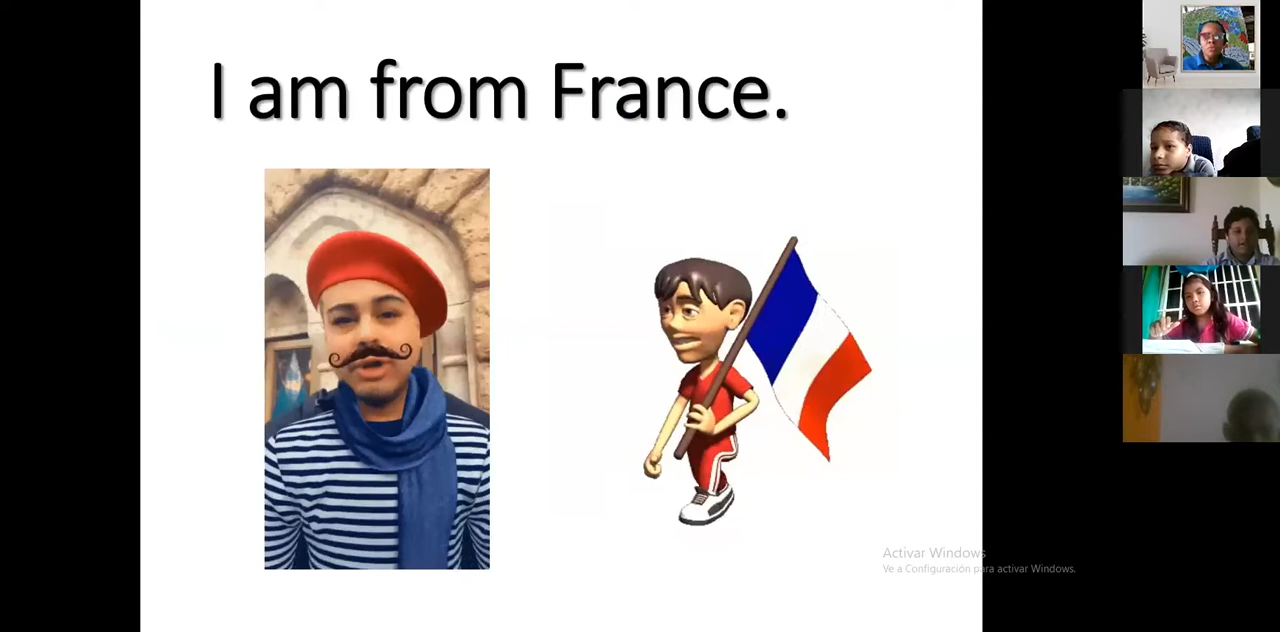 I am from France.
Activar Windows
Ve a Configuración para activar Windows.